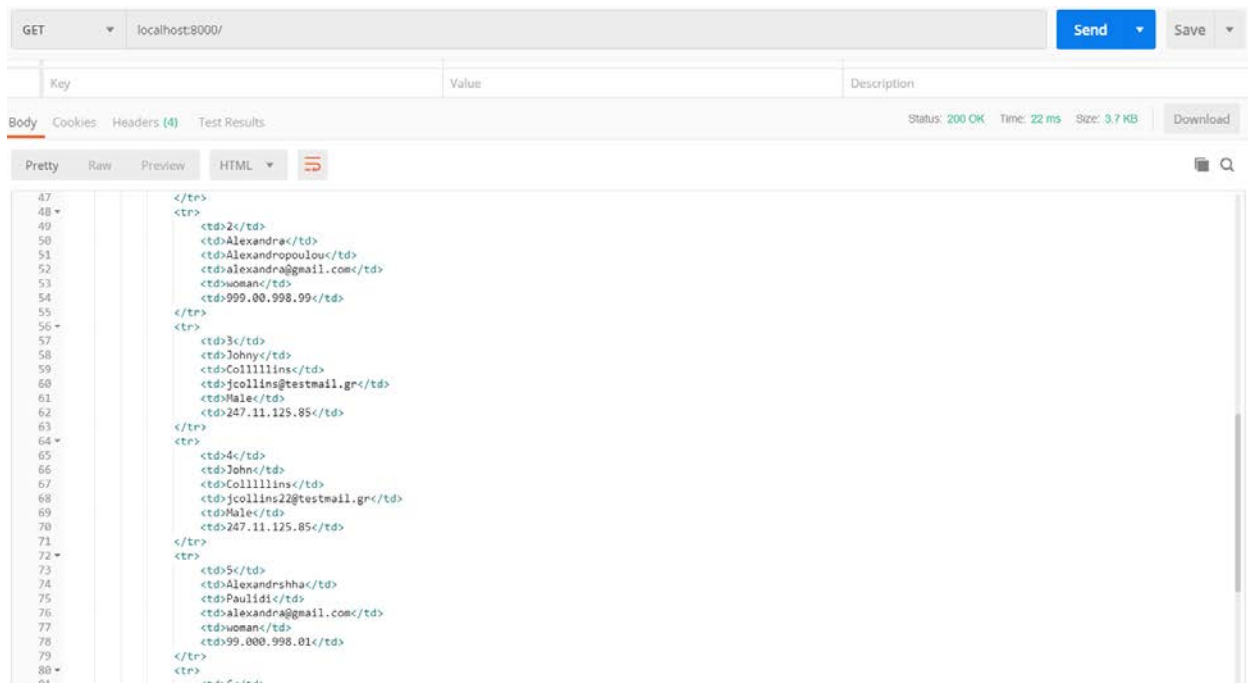 GET localhost:8000/ Send Save
Key Value Description
Body Cookies Headers (4) Test Results Status: 200 OK Time: 22 ms Size: 3.7 KB Download
Pretty Raw Preview HTML
47 </tr>
48 <tr>
49 <td>2</td>
50 <td>Alexandra</td>
51 <td>Alexandropoulou</td>
52 <td>alexandra@gmail.com</td>
53 <td>woman</td>
54 <td>999.00.998.99</td>
55 </tr>
56 <tr>
57 <td>3</td>
58 <td>Johny</td>
59 <td>Colllllins</td>
60 <td>jcollins@testmail.gr</td>
61 <td>Male</td>
62 <td>247.11.125.85</td>
63 </tr>
64 <tr>
65 <td>4</td>
66 <td>John</td>
67 <td>Colllllins</td>
68 <td>jcollins22@testmail.gr</td>
69 <td>Male</td>
70 <td>247.11.125.85</td>
71 </tr>
72 <tr>
73 <td>5</td>
74 <td>Alexandrshha</td>
75 <td>Paulidi</td>
76 <td>alexandra@gmail.com</td>
77 <td>woman</td>
78 <td>99.000.998.01</td>
79 </tr>
80 <tr>